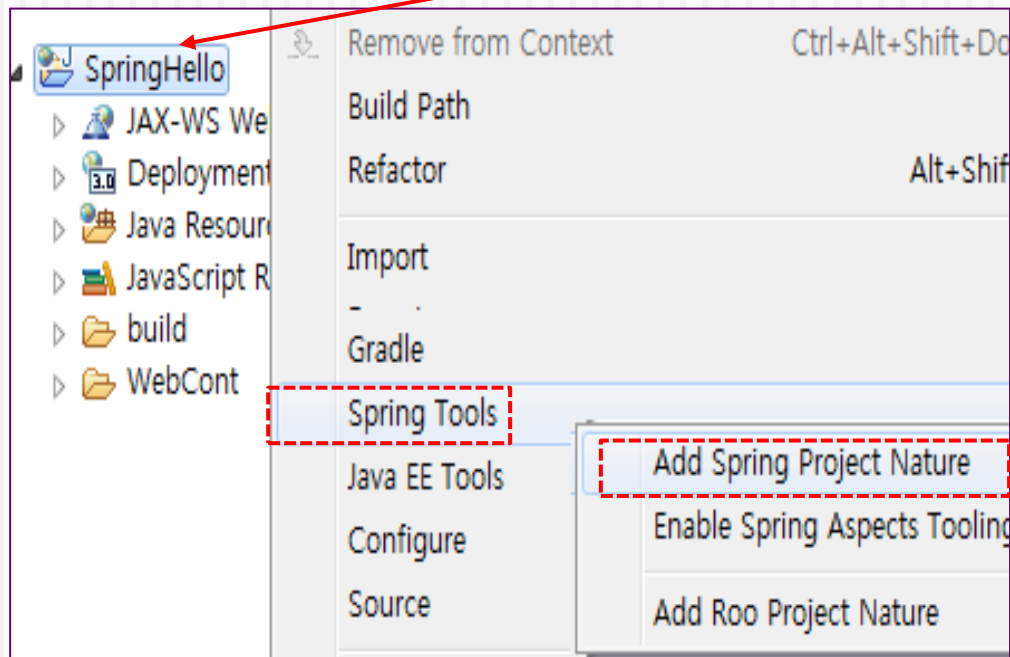 SpringHello
JAX-WS We
3.0 Deployment
Java Resour
JavaScript R
build
WebCont
Remove from Context Ctrl+Alt+Shift+Do
Build Path
Refactor Alt+Shif
Import
Gradle
Spring Tools
Java EE Tools
Configure
Source
Add Spring Project Nature
Enable Spring Aspects Tooling
Add Roo Project Nature